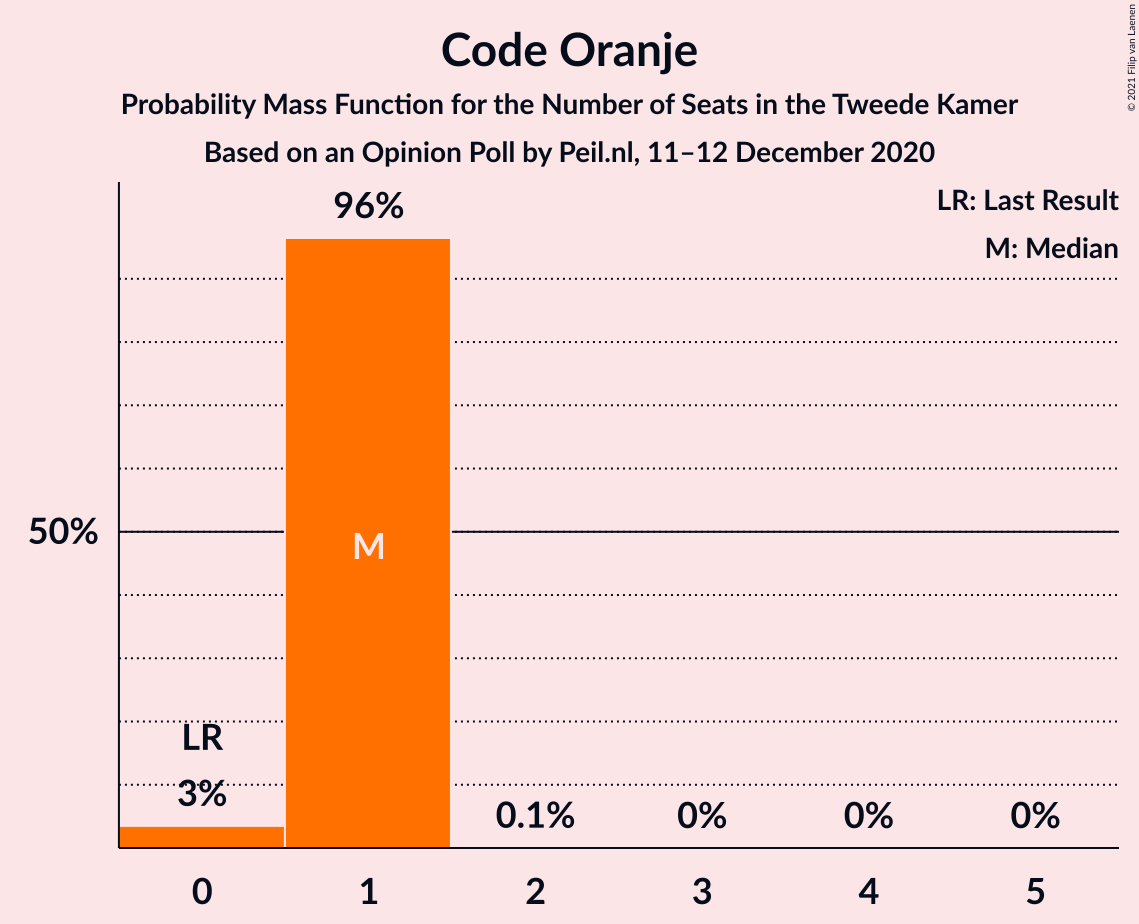 Code Oranje
Probability Mass Function for the Number of Seats in the Tweede Kamer
Based on an Opinion Poll by Peil.nl, 11–12 December 2020
© 2021 Filip van Laenen
LR: Last Result
M: Median
96%
50%
M
LR
3%
0.1%
0%
0%
0%
0
1
2
3
4
5